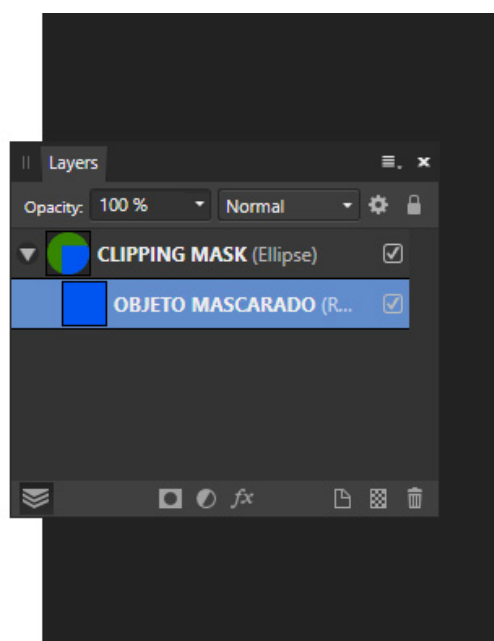 Layers
Opacity: 100 % Normal
CLIPPING MASK (Ellipse)
OBJETO MASCARADO (R...
fx